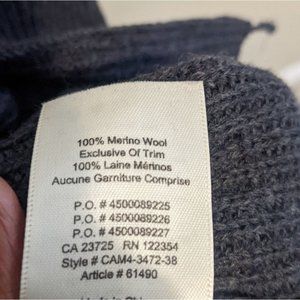 100% Merino Wool
Exclusive Of Trim
100% Laine Mérinos
Aucune Garniture Comprise
P.O. # 4500089225
P.O. # 4500089226
P.O. # 4500089227
CA 23725 RN 122354
Style # CAM4-3472-38
Article # 61490